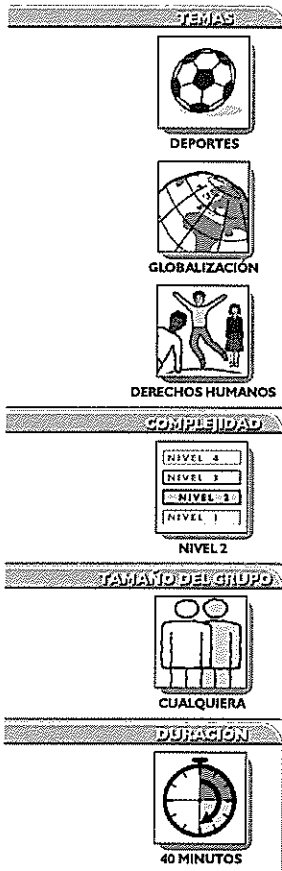 TEMAS
DEPORTES
GLOBALIZACIÓN
DERECHOS HUMANOS
COMPLEJIDAD
NIVEL 4
NIVEL 3
NIVEL 2
NIVEL 1
NIVEL 2
TAMAÑO DEL GRUPO
CUALQUIERA
DURACIÓN
40 MINUTOS